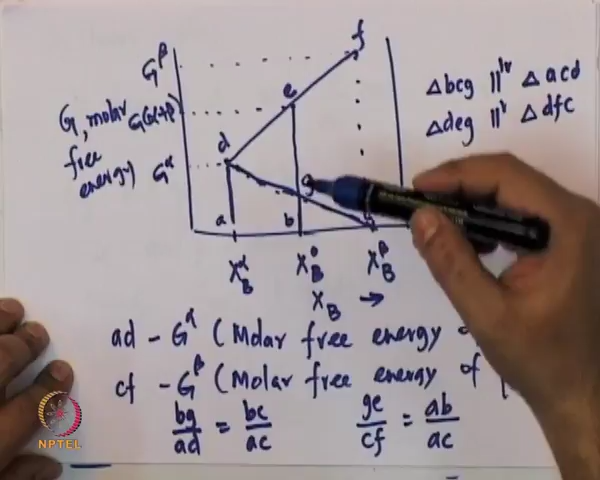 f
G^β
e
G, molar G(α+β)
free
energy G^α
d
g
a
b
Δbcg ||^lr Δacd
Δdeg ||^r Δdfc
X_B^α X_B^o X_B^β
X_B →
ad - G^α (Molar free energy
cf - G^β (Molar free energy of
bg/ad = bc/ac ge/cf = ab/ac
NPTEL